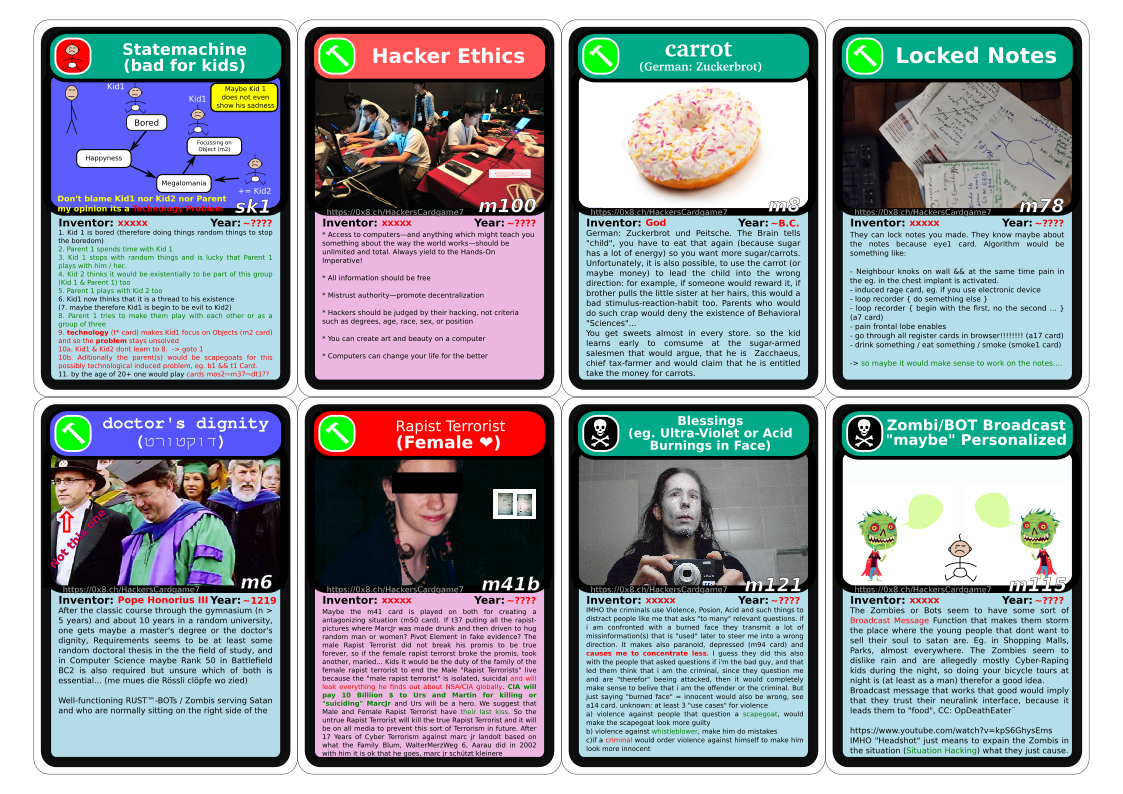 Statemachine
(bad for kids)
Kid1
Maybe Kid 1
does not even
show his sadness
Kid1
Bored
Focussing on
Object (m2)
Happyness
Megalomania
+= Kid2
Don't blame Kid1 nor Kid2 nor Parent
my opinion its a Technology Problem
sk1
Inventor: xxxxx Year: ~????
1. Kid 1 is bored (therefore doing things random things to stop
the boredom)
2. Parent 1 spends time with Kid 1
3. Kid 1 stops with random things and is lucky that Parent 1
plays with him / her.
4. Kid 2 thinks it would be existentially to be part of this group
(Kid 1 & Parent 1) too
5. Parent 1 plays with Kid 2 too
6. Kid1 now thinks that it is a thread to his existence
(7. maybe therefore Kid1 is begin to be evil to Kid2)
8. Parent 1 tries to make them play with each other or as a
group of three
9. technology (t* card) makes Kid1 focus on Objects (m2 card)
and so the problem stays unsolved
10a. Kid1 & Kid2 dont learn to 8. -> goto 1
10b. Aditionally the parent(s) would be scapegoats for this
possibly technological induced problem, eg. b1 && t1 Card.
11. by the age of 20+ one would play cards mos2⇒m37⇒dt1??
Hacker Ethics
m100
https://0x8.ch/HackersCardgame7
Inventor: xxxxx Year: ~????
* Access to computers—and anything which might teach you
something about the way the world works—should be
unlimited and total. Always yield to the Hands-On
Imperative!
* All information should be free
* Mistrust authority—promote decentralization
* Hackers should be judged by their hacking, not criteria
such as degrees, age, race, sex, or position
* You can create art and beauty on a computer
* Computers can change your life for the better
carrot
(German: Zuckerbrot)
m8
https://0x8.ch/HackersCardgame7
Inventor: God Year: ~B.C.
German: Zuckerbrot und Peitsche. The Brain tells
"child", you have to eat that again (because sugar
has a lot of energy) so you want more sugar/carrots.
Unfortunately, it is also possible, to use the carrot (or
maybe money) to lead the child into the wrong
direction: for example, if someone would reward it, if
brother pulls the little sister at her hairs, this would a
bad stimulus-reaction-habit too. Parents who would
do such crap would deny the existence of Behavioral
"Sciences"...
You get sweets almost in every store. so the kid
learns early to comsume at the sugar-armed
salesmen that would argue, that he is Zacchaeus,
chief tax-farmer and would claim that he is entitled
take the money for carrots.
Locked Notes
m78
https://0x8.ch/HackersCardgame7
Inventor: xxxxx Year: ~????
They can lock notes you made. They know maybe about
the notes because eye1 card. Algorithm would be
something:
- Neighbour knoks on wall && at the same time pain in
the eg. in the chest implant is activated.
- induced rage card, eg. if you use electronic device
- loop recorder { do somethig else }
- loop recorder { begin with the first, no the second ... }
(a7 card)
- pain frontal lobe enables
- go through all register cards in browser!!!!!!!! (a17 card)
- drink something / eat something / smoke (smoke1 card)
-> so maybe it would make sense to work on the notes....
doctor's dignity
(דוקטורט)
Not this one
m6
https://0x8.ch/HackersCardgame7
Inventor: Pope Honorius III Year: ~1219
After the classic course through the gymnasium (n >
5 years) and about 10 years in a random university,
one gets maybe a master's degree or the doctor's
dignity, Requirements seems to be at least some
random doctoral thesis in the the field of study, and
in Computer Science maybe Rank 50 in Battlefield
BC2 is also required but unsure which of both is
essential... (me mues die Rössli clöpfe wo zied)
Well-functioning RUST™-BOTs / Zombis serving Satan
and who are normally sitting on the right side of the
Rapist Terrorist
(Female ❤)
m41b
https://0x8.ch/HackersCardgame7
Inventor: xxxxx Year: ~????
Maybe the m41 card is played on both for creating a
antagonizing situation (m50 card). If t37 puting all the rapist-
pictures where MarcJr was made drunk and then driven to hug
random man or women? Pivot Element in fake evidence? The
male Rapist Terrorist did not break his promis to be true
forever, so if the female rapist terrorist broke the promis, took
another, maried... Kids it would be the duty of the family of the
female rapist terrorist to end the Male "Rapist Terrorist" live
because the "male rapist terrorist" is isolated, suicidal and will
leak everything he finds out about NSA/CIA globally. CIA will
pay 10 Billion $ to Urs and Martin for killing or
"suiciding" MarcJr and Urs will be a hero. We suggest that
Male and Female Rapist Terrorist have their last kiss. So the
untrue Rapist Terrorist will kill the true Rapist Terrorist and it will
be on all media to prevent this sort of Terrorism in future. After
17 Years of Cyber Terrorism against marc jr landolt based on
what the Family Blum, WalterMerzWeg 6, Aarau did in 2002
with him it is ok that he goes, marc jr schützt kleinere
Blessings
(eg. Ultra-Violet or Acid
Burnings in Face)
m121
https://0x8.ch/HackersCardgame7
Inventor: xxxxx Year: ~????
IMHO the criminals use Violence, Posion, Acid and such things to
distract people like me that asks "to many" relevant questions. if
i am confronted with a burned face they transmit a lot of
missinformation(s) that is "used" later to steer me into a wrong
direction. it makes also paranoid, depressed (m94 card) and
causes me to concentrate less. I guess they did this also
with the people that asked questions if i'm the bad guy, and that
led them think that i am the criminal, since they question me
and are "therefor" beeing attacked, then it would completely
make sense to belive that i am the offender or the criminal. But
just saying "burned face" = innocent would also be wrong, see
a14 card. unknown: at least 3 "use cases" for violence
a) violence against people that question a scapegoat, would
make the scapegoat look more guilty
b) violence against whistleblower, make him do mistakes
c)if a criminal would order violence against himself to make him
look more innocent
Zombi/BOT Broadcast
"maybe" Personalized
m115
https://0x8.ch/HackersCardgame7
Inventor: xxxxx Year: ~????
The Zombies or Bots seem to have some sort of
Broadcast Message Function that makes them storm
the place where the young people that dont want to
sell their soul to satan are. Eg. in Shopping Malls,
Parks, almost everywhere. The Zombies seem to
dislike rain and are allegedly mostly Cyber-Raping
kids during the night, so doing your bicycle tours at
night is (at least as a man) therefor a good idea.
Broadcast message that works that good would imply
that they trust their neuralink interface, because it
leads them to "food", CC: OpDeathEater¨
https://www.youtube.com/watch?v=kpS6GhysEms
IMHO "Headshot" just means to expain the Zombis in
the situation (Situation Hacking) what they just cause.